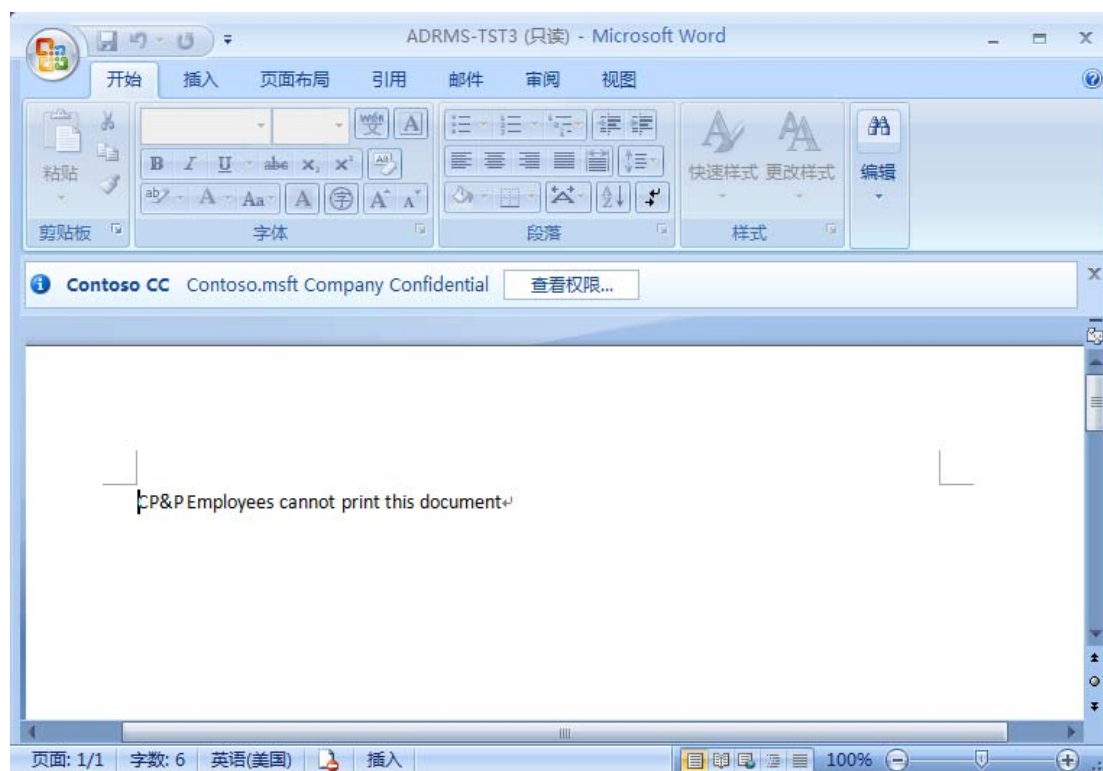 ADRMS-TST3 (只读) - Microsoft Word
开始 插入 页面布局 引用 邮件 审阅 视图
粘贴
快速样式 更改样式 编辑
剪贴板 字体 段落 样式
Contoso CC Contoso.msft Company Confidential 查看权限...
CP&P Employees cannot print this document
页面: 1/1 字数: 6 英语(美国) 插入 100%